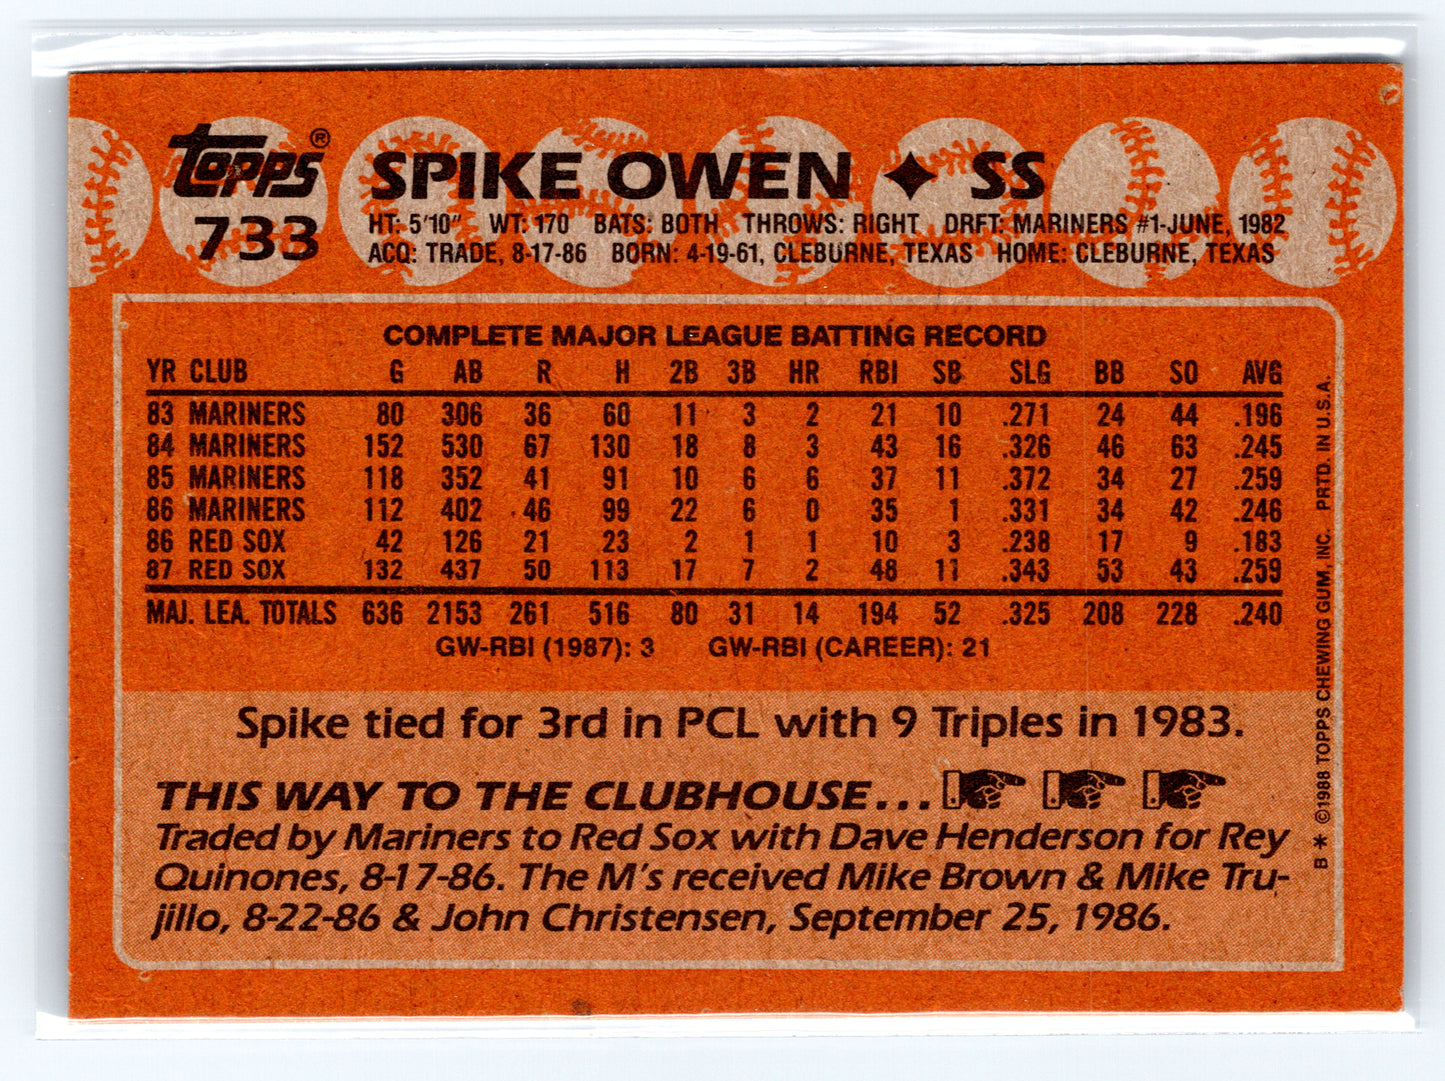 Topps®
SPIKE OWEN ✦ SS
733
HT: 5'10" WT: 170 BATS: BOTH THROWS: RIGHT DRFT: MARINERS #1-JUNE, 1982
ACQ: TRADE, 8-17-86 BORN: 4-19-61, CLEBURNE, TEXAS HOME: CLEBURNE, TEXAS
COMPLETE MAJOR LEAGUE BATTING RECORD
YR CLUB G AB R H 2B 3B HR RBI SB SLG BB SO AVG
83 MARINERS 80 306 36 60 11 3 2 21 10 .271 24 44 .196
84 MARINERS 152 530 67 130 18 8 3 43 16 .326 46 63 .245
85 MARINERS 118 352 41 91 10 6 6 37 11 .372 34 27 .259
86 MARINERS 112 402 46 99 22 6 0 35 1 .331 34 42 .246
86 RED SOX 42 126 21 23 2 1 1 10 3 .238 17 9 .183
87 RED SOX 132 437 50 113 17 7 2 48 11 .343 53 43 .259
MAJ. LEA. TOTALS 636 2153 261 516 80 31 14 194 52 .325 208 228 .240
GW-RBI (1987): 3 GW-RBI (CAREER): 21
Spike tied for 3rd in PCL with 9 Triples in 1983.
THIS WAY TO THE CLUBHOUSE...
Traded by Mariners to Red Sox with Dave Henderson for Rey
Quinones, 8-17-86. The M's received Mike Brown & Mike Tru-
jillo, 8-22-86 & John Christensen, September 25, 1986.
B * ©1988 TOPPS CHEWING GUM, INC. PRTD. IN U.S.A.